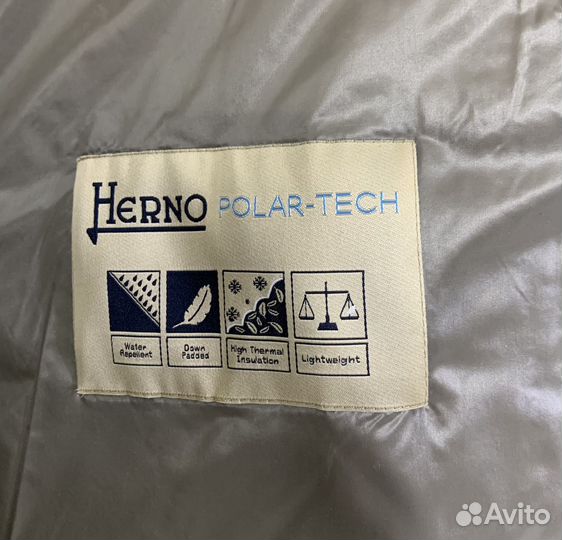 HERNO POLAR-TECH
Water
Repellent
Down
Padded
High Thermal
Insulation
Lightweight
Avito